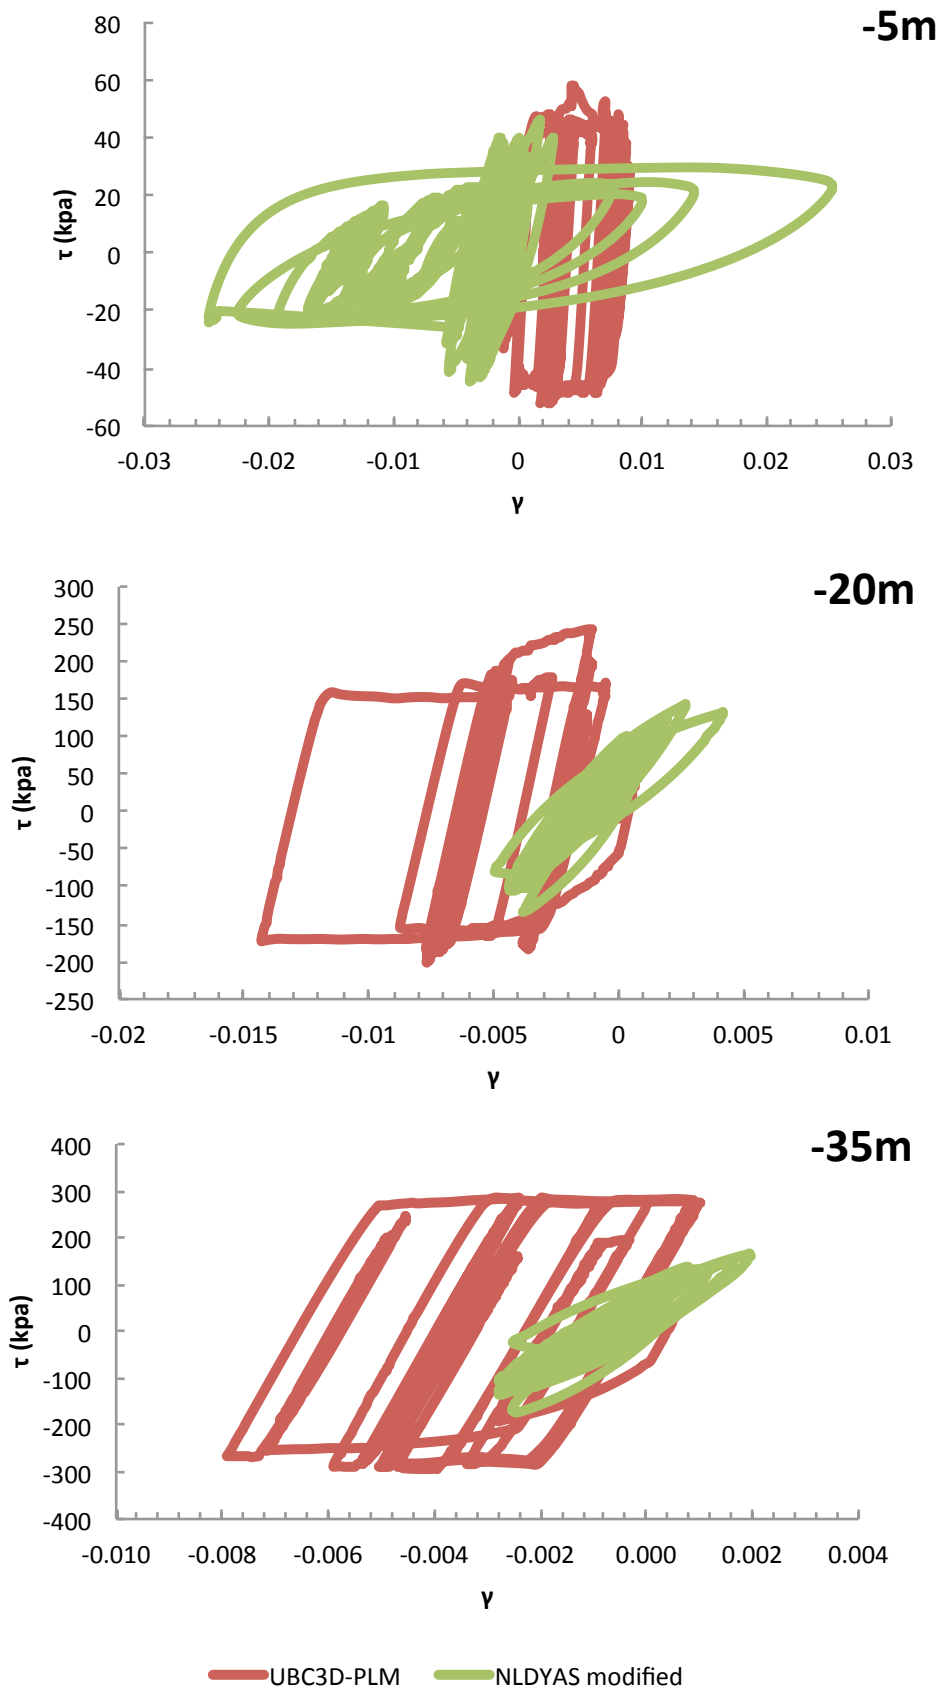 -5m
80
60
40
20
0
-20
-40
-60
τ (kpa)
-0.03 -0.02 -0.01 0 0.01 0.02 0.03
γ
-20m
300
250
200
150
100
50
0
-50
-100
-150
-200
-250
τ (kpa)
-0.02 -0.015 -0.01 -0.005 0 0.005 0.01
γ
-35m
400
300
200
100
0
-100
-200
-300
-400
τ (kpa)
-0.010 -0.008 -0.006 -0.004 -0.002 0.000 0.002 0.004
γ
UBC3D-PLM NLDYAS modified